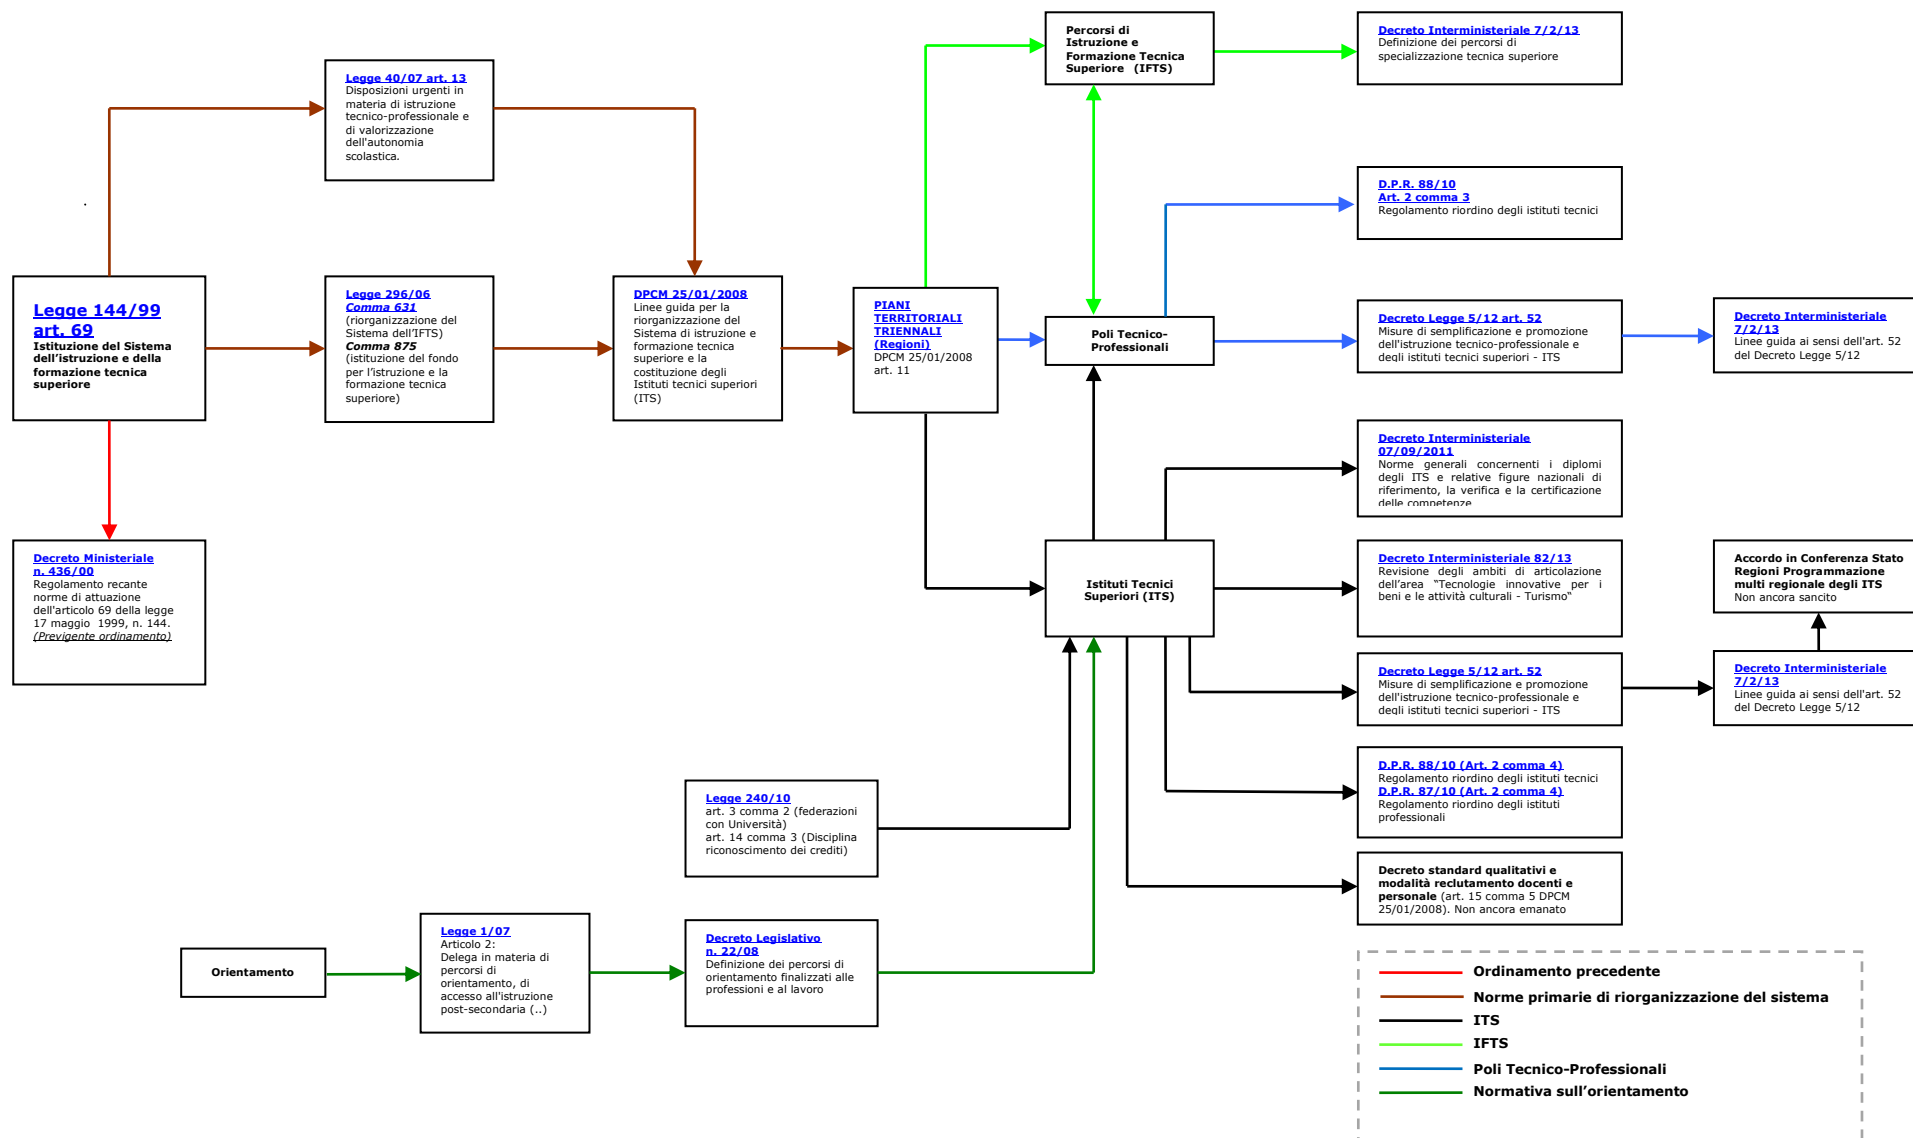 Percorsi di
Istruzione e
Formazione Tecnica
Superiore (IFTS)
Decreto Interministeriale 7/2/13
Definizione dei percorsi di
specializzazione tecnica superiore
Legge 40/07 art. 13
Disposizioni urgenti in
materia di istruzione
tecnico-professionale e
di valorizzazione
dell'autonomia
scolastica.
D.P.R. 88/10
Art. 2 comma 3
Regolamento riordino degli istituti tecnici
Legge 144/99
art. 69
Istituzione del Sistema
dell’istruzione e della
formazione tecnica
superiore
Legge 296/06
Comma 631
(riorganizzazione del
Sistema dell’IFTS)
Comma 875
(istituzione del fondo
per l’istruzione e la
formazione tecnica
superiore)
DPCM 25/01/2008
Linee guida per la
riorganizzazione del
Sistema di istruzione e
formazione tecnica
superiore e la
costituzione degli
Istituti tecnici superiori
(ITS)
PIANI
TERRITORIALI
TRIENNALI
(Regioni)
DPCM 25/01/2008
art. 11
Poli Tecnico-
Professionali
Decreto Legge 5/12 art. 52
Misure di semplificazione e promozione
dell'istruzione tecnico-professionale e
degli istituti tecnici superiori - ITS
Decreto Interministeriale
7/2/13
Linee guida ai sensi dell'art. 52
del Decreto Legge 5/12
Decreto Interministeriale
07/09/2011
Norme generali concernenti i diplomi
degli ITS e relative figure nazionali di
riferimento, la verifica e la certificazione
delle competenze
Decreto Ministeriale
n. 436/00
Regolamento recante
norme di attuazione
dell'articolo 69 della legge
17 maggio 1999, n. 144.
(Previgente ordinamento)
Istituti Tecnici
Superiori (ITS)
Decreto Interministeriale 82/13
Revisione degli ambiti di articolazione
dell’area “Tecnologie innovative per i
beni e le attività culturali - Turismo“
Accordo in Conferenza Stato
Regioni Programmazione
multi regionale degli ITS
Non ancora sancito
Decreto Legge 5/12 art. 52
Misure di semplificazione e promozione
dell'istruzione tecnico-professionale e
degli istituti tecnici superiori - ITS
Decreto Interministeriale
7/2/13
Linee guida ai sensi dell'art. 52
del Decreto Legge 5/12
D.P.R. 88/10 (Art. 2 comma 4)
Regolamento riordino degli istituti tecnici
D.P.R. 87/10 (Art. 2 comma 4)
Regolamento riordino degli istituti
professionali
Legge 240/10
art. 3 comma 2 (federazioni
con Università)
art. 14 comma 3 (Disciplina
riconoscimento dei crediti)
Decreto standard qualitativi e
modalità reclutamento docenti e
personale (art. 15 comma 5 DPCM
25/01/2008). Non ancora emanato
Orientamento
Legge 1/07
Articolo 2:
Delega in materia di
percorsi di
orientamento, di
accesso all'istruzione
post-secondaria (..)
Decreto Legislativo
n. 22/08
Definizione dei percorsi di
orientamento finalizzati alle
professioni e al lavoro
Ordinamento precedente
Norme primarie di riorganizzazione del sistema
ITS
IFTS
Poli Tecnico-Professionali
Normativa sull’orientamento